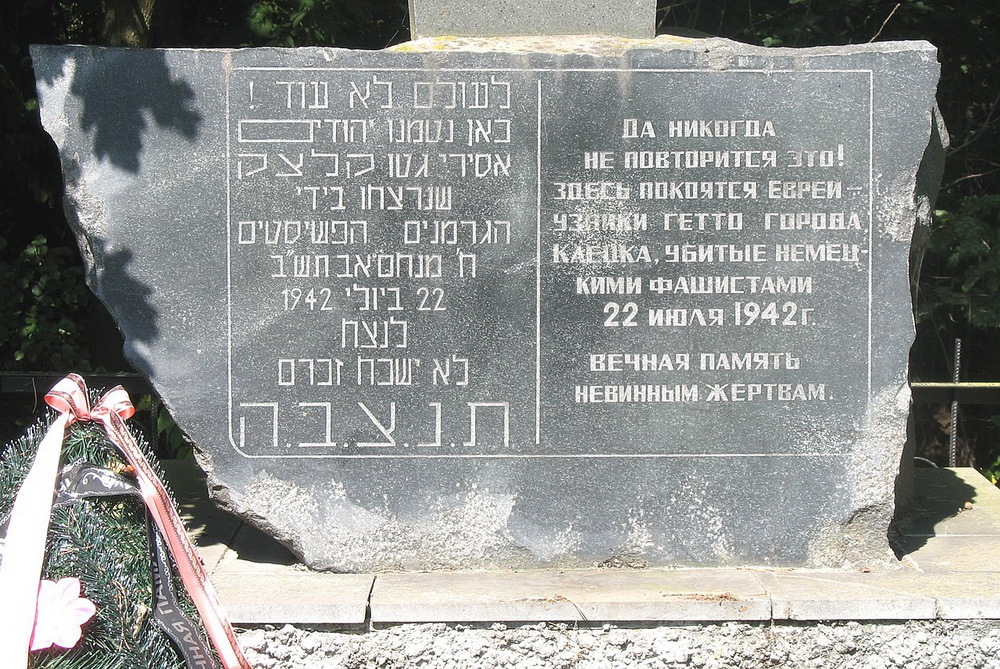 לעולם לא עוד !
כאן נטמנו יהודים
אסירי גטו קלצק
שנרצחו בידי
הגרמנים הפשיסטים
ח' מנחם־אב תש"ב
22 ביולי 1942
לנצח
לא ישכח זכרם
ת.נ.צ.ב.ה
Да никогда
не повторится это!
Здесь покоятся евреи —
узники гетто города
Клецка, убитые немец-
кими фашистами
22 июля 1942 г.
Вечная память
невинным жертвам.